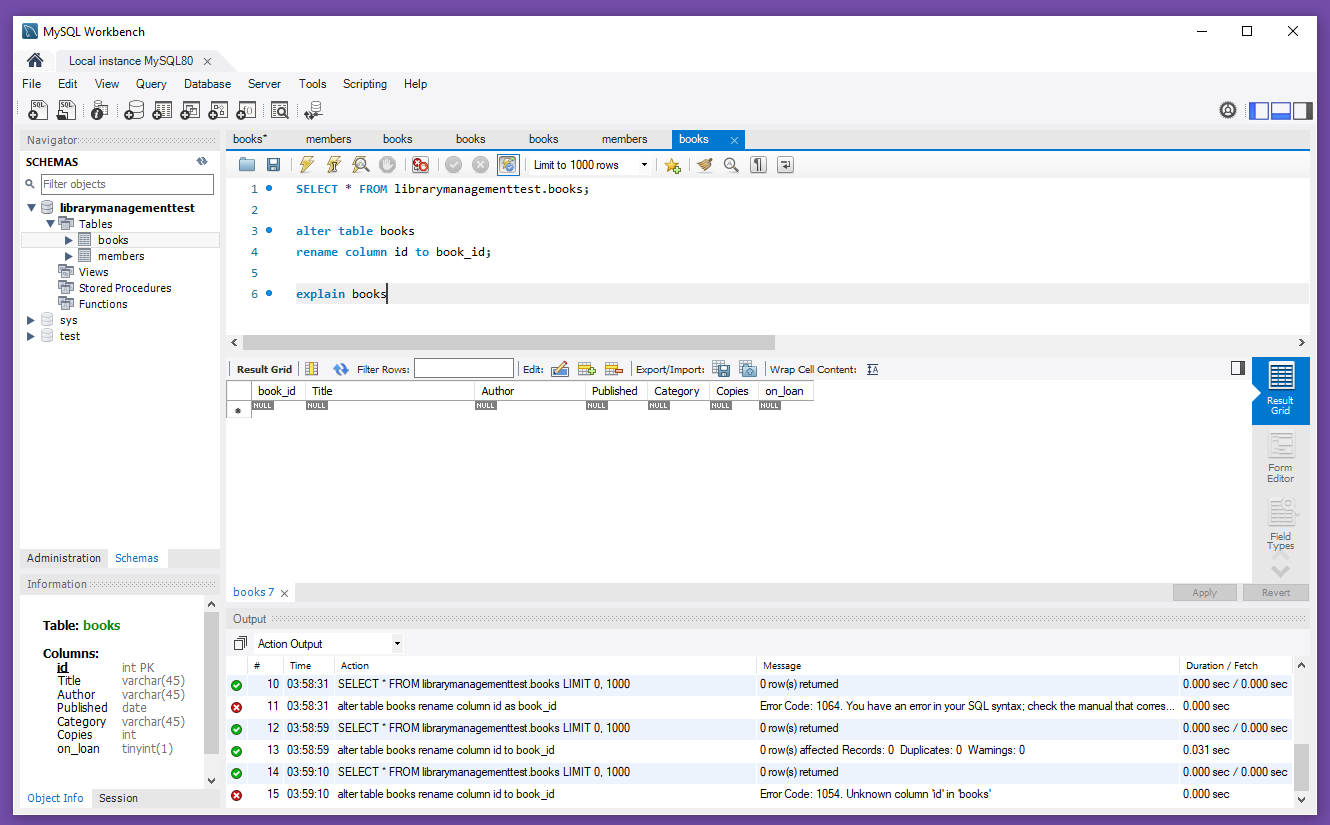 MySQL Workbench
Local instance MySQL80
File Edit View Query Database Server Tools Scripting Help
Navigator
SCHEMAS
Filter objects
librarymanagementtest
Tables
books
members
Views
Stored Procedures
Functions
sys
test
Administration Schemas
Information
Table: books
Columns:
id int PK
Title varchar(45)
Author varchar(45)
Published date
Category varchar(45)
Copies int
on_loan tinyint(1)
Object Info Session
books* members books books books members books
Limit to 1000 rows
1 SELECT * FROM librarymanagementtest.books;
2
3 alter table books
4 rename column id to book_id;
5
6 explain books
Result Grid Filter Rows: Edit: Export/Import: Wrap Cell Content:
book_id Title Author Published Category Copies on_loan
NULL NULL NULL NULL NULL NULL NULL
Result
Grid
Form
Editor
Field
Types
books 7
Apply Revert
Output
Action Output
# Time Action Message Duration / Fetch
10 03:58:31 SELECT * FROM librarymanagementtest.books LIMIT 0, 1000 0 row(s) returned 0.000 sec / 0.000 sec
11 03:58:31 alter table books rename column id as book_id Error Code: 1064. You have an error in your SQL syntax; check the manual that corres... 0.000 sec
12 03:58:59 SELECT * FROM librarymanagementtest.books LIMIT 0, 1000 0 row(s) returned 0.000 sec / 0.000 sec
13 03:58:59 alter table books rename column id to book_id 0 row(s) affected Records: 0 Duplicates: 0 Warnings: 0 0.031 sec
14 03:59:10 SELECT * FROM librarymanagementtest.books LIMIT 0, 1000 0 row(s) returned 0.000 sec / 0.000 sec
15 03:59:10 alter table books rename column id to book_id Error Code: 1054. Unknown column 'id' in 'books' 0.000 sec